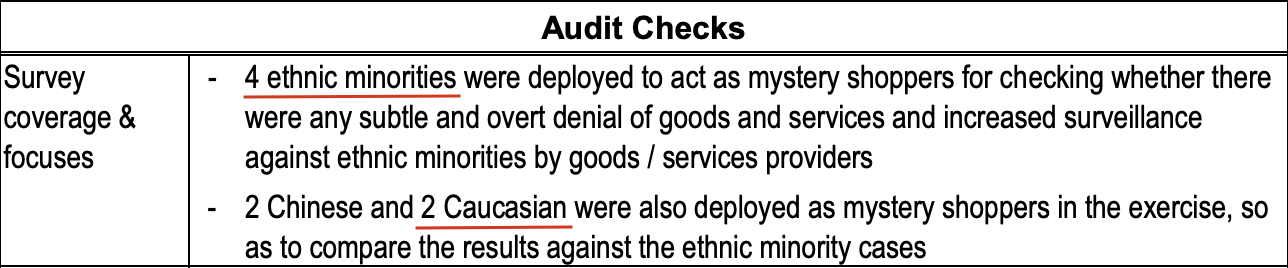 Audit Checks
Survey
coverage &
focuses
- 4 ethnic minorities were deployed to act as mystery shoppers for checking whether there
were any subtle and overt denial of goods and services and increased surveillance
against ethnic minorities by goods / services providers
- 2 Chinese and 2 Caucasian were also deployed as mystery shoppers in the exercise, so
as to compare the results against the ethnic minority cases